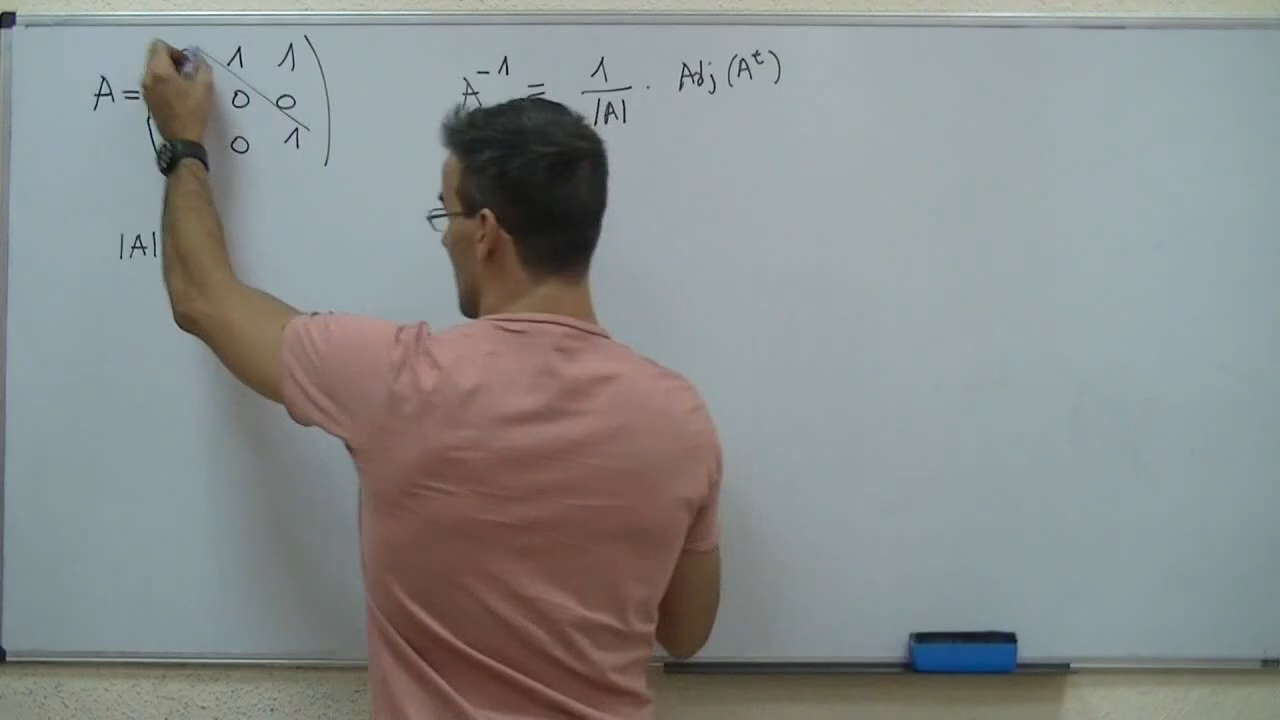 A = 1 1
0 0
0 1
A⁻¹ = 1/|A| · Adj (Aᵗ)
|A|